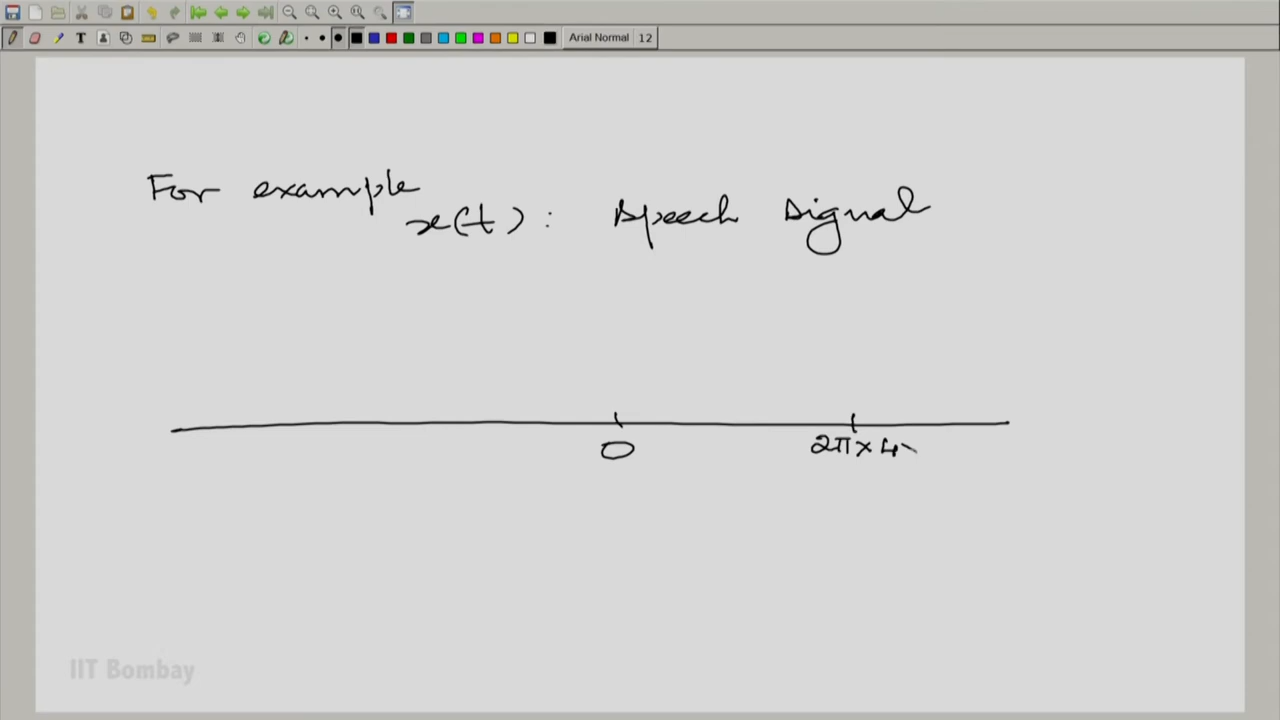 Arial Normal 12
For example
x(t): Speech Signal
0
2π×4
IIT Bombay